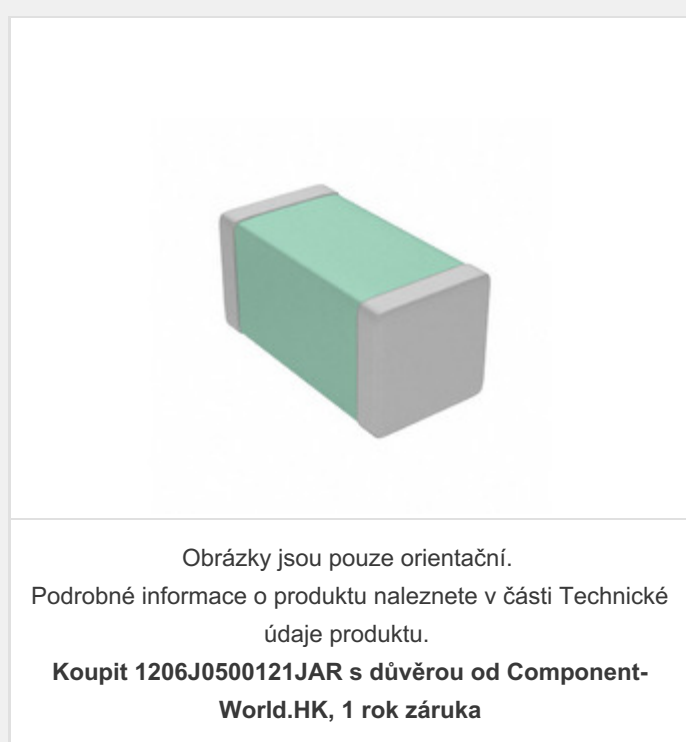 Obrázky jsou pouze orientační.
Podrobné informace o produktu naleznete v části Technické
údaje produktu.
Koupit 1206J0500121JAR s důvěrou od Component-
World.HK, 1 rok záruka